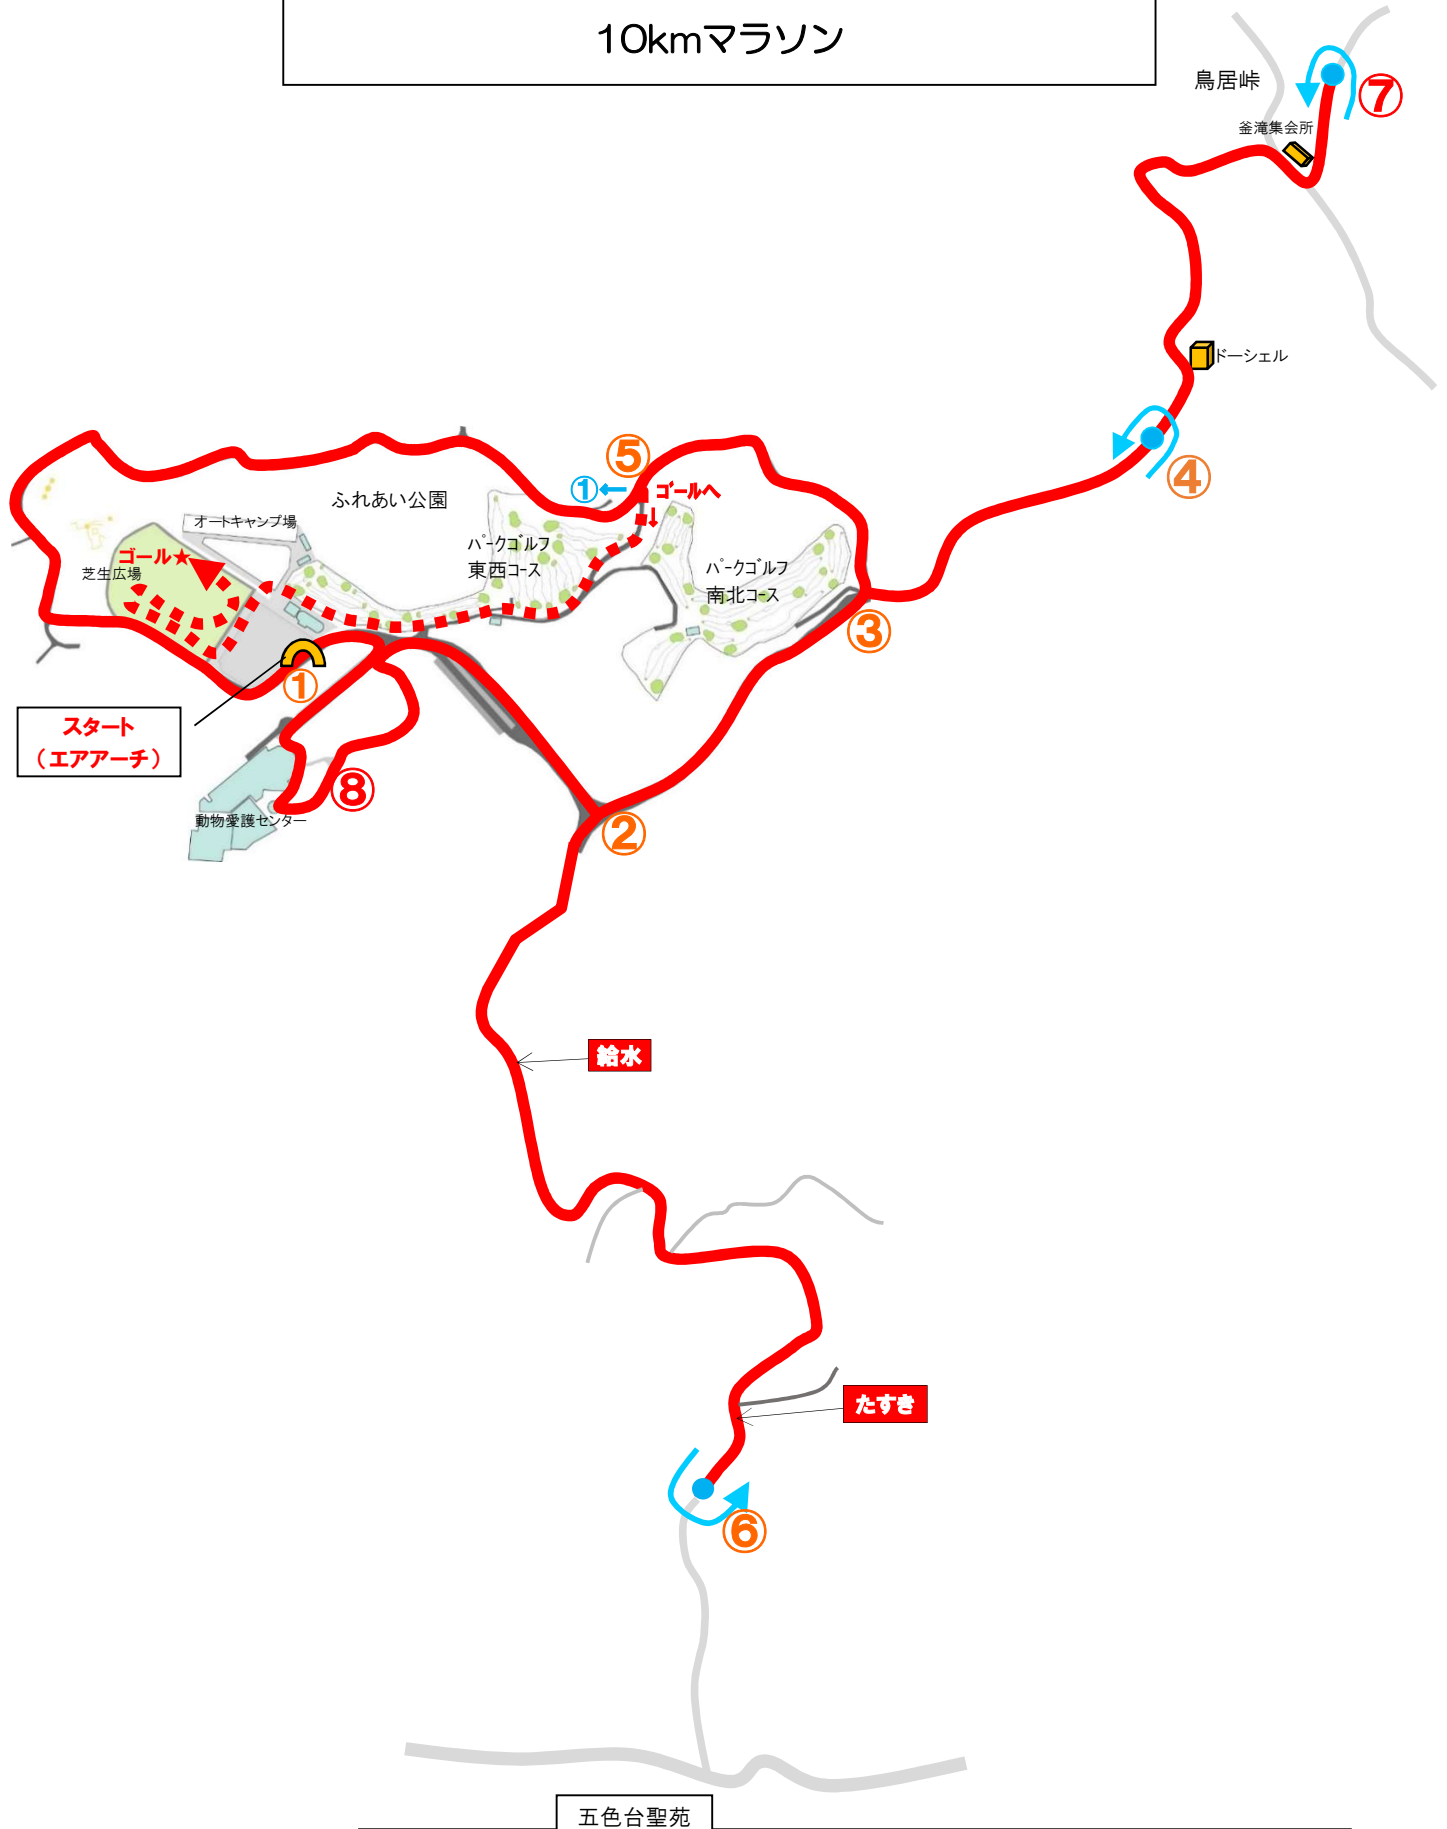 10kmマラソン
鳥居峠
⑦
釜滝集会所
ドーシェル
④
⑤
①←
ゴールへ
ふれあい公園
オートキャンプ場
パークゴルフ
東西コース
パークゴルフ
南北コース
ゴール★
芝生広場
③
①
スタート
（エアアーチ）
⑧
動物愛護センター
②
給水
たすき
⑥
五色台聖苑